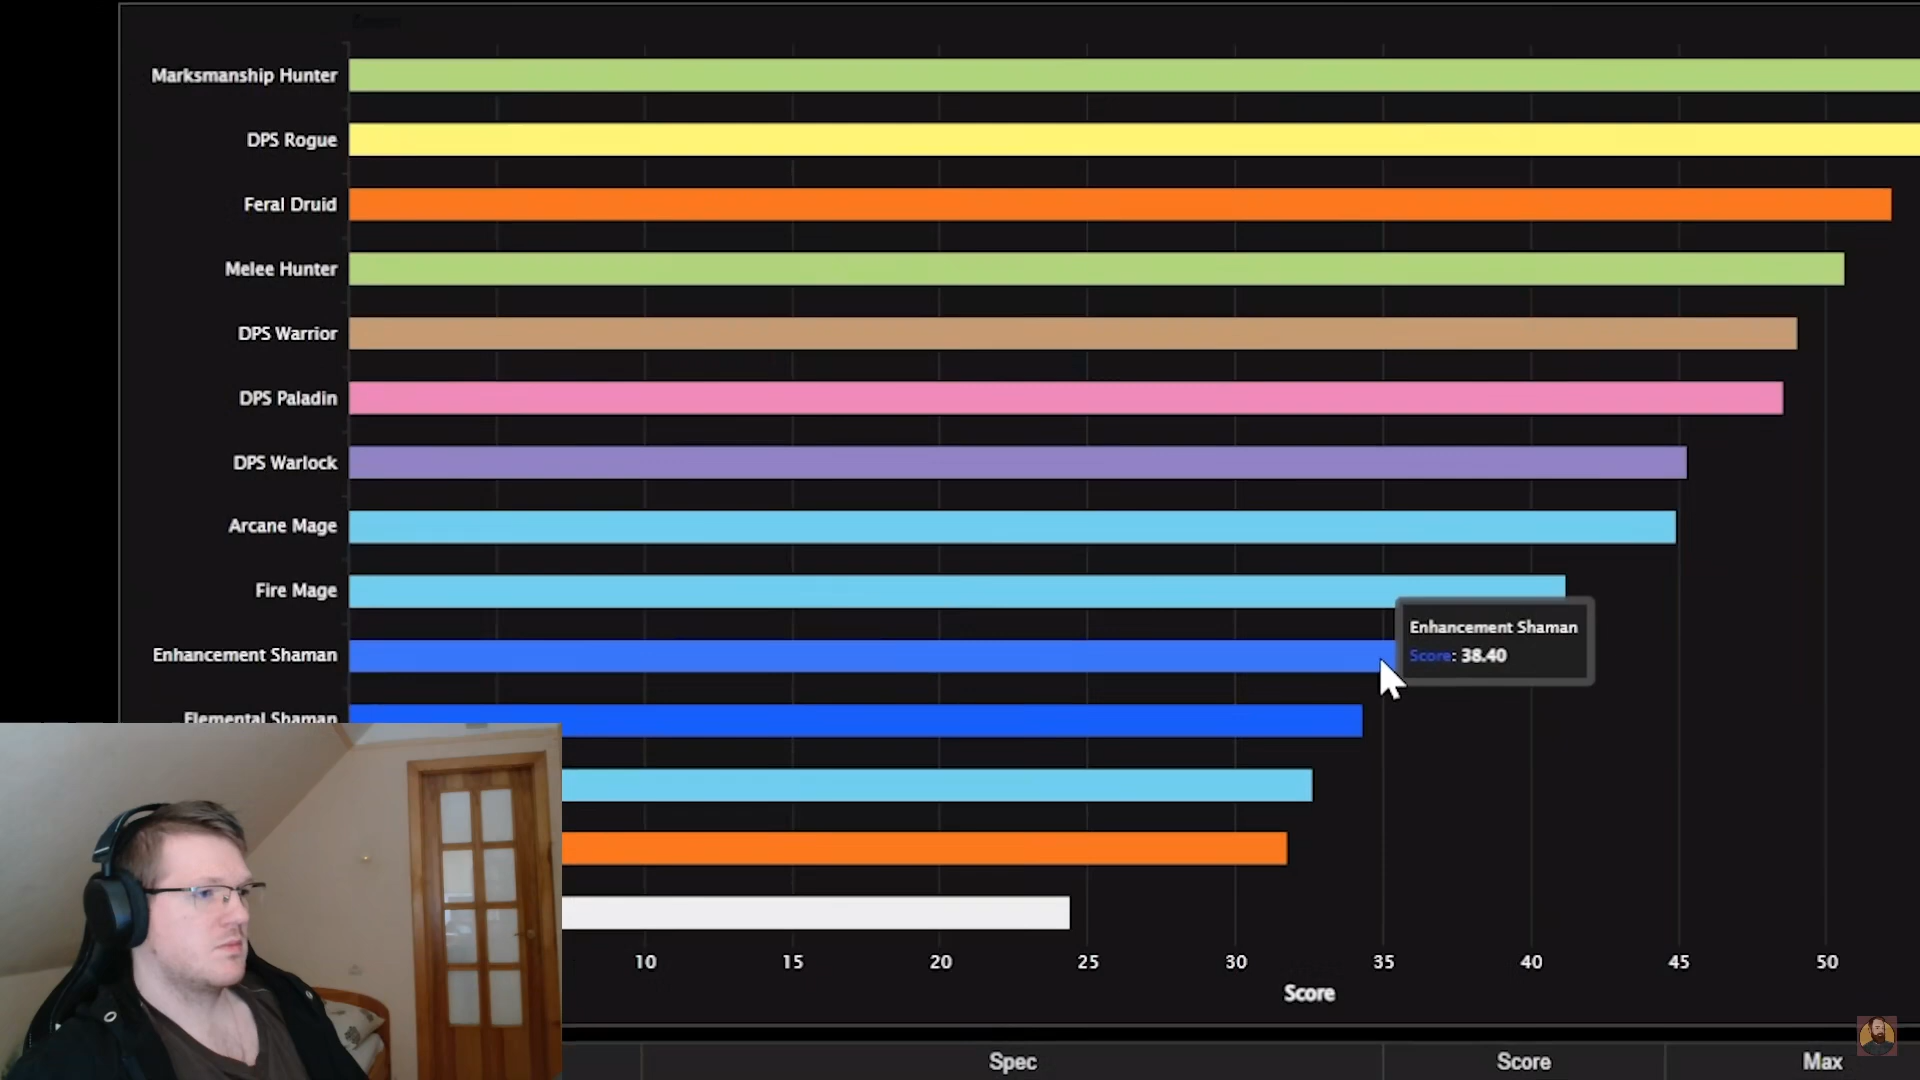 Marksmanship Hunter
DPS Rogue
Feral Druid
Melee Hunter
DPS Warrior
DPS Paladin
DPS Warlock
Arcane Mage
Fire Mage
Enhancement Shaman
Enhancement Shaman
Score: 38.40
Elemental Shaman
10 15 20 25 30 35 40 45 50
Score
Spec Score Max